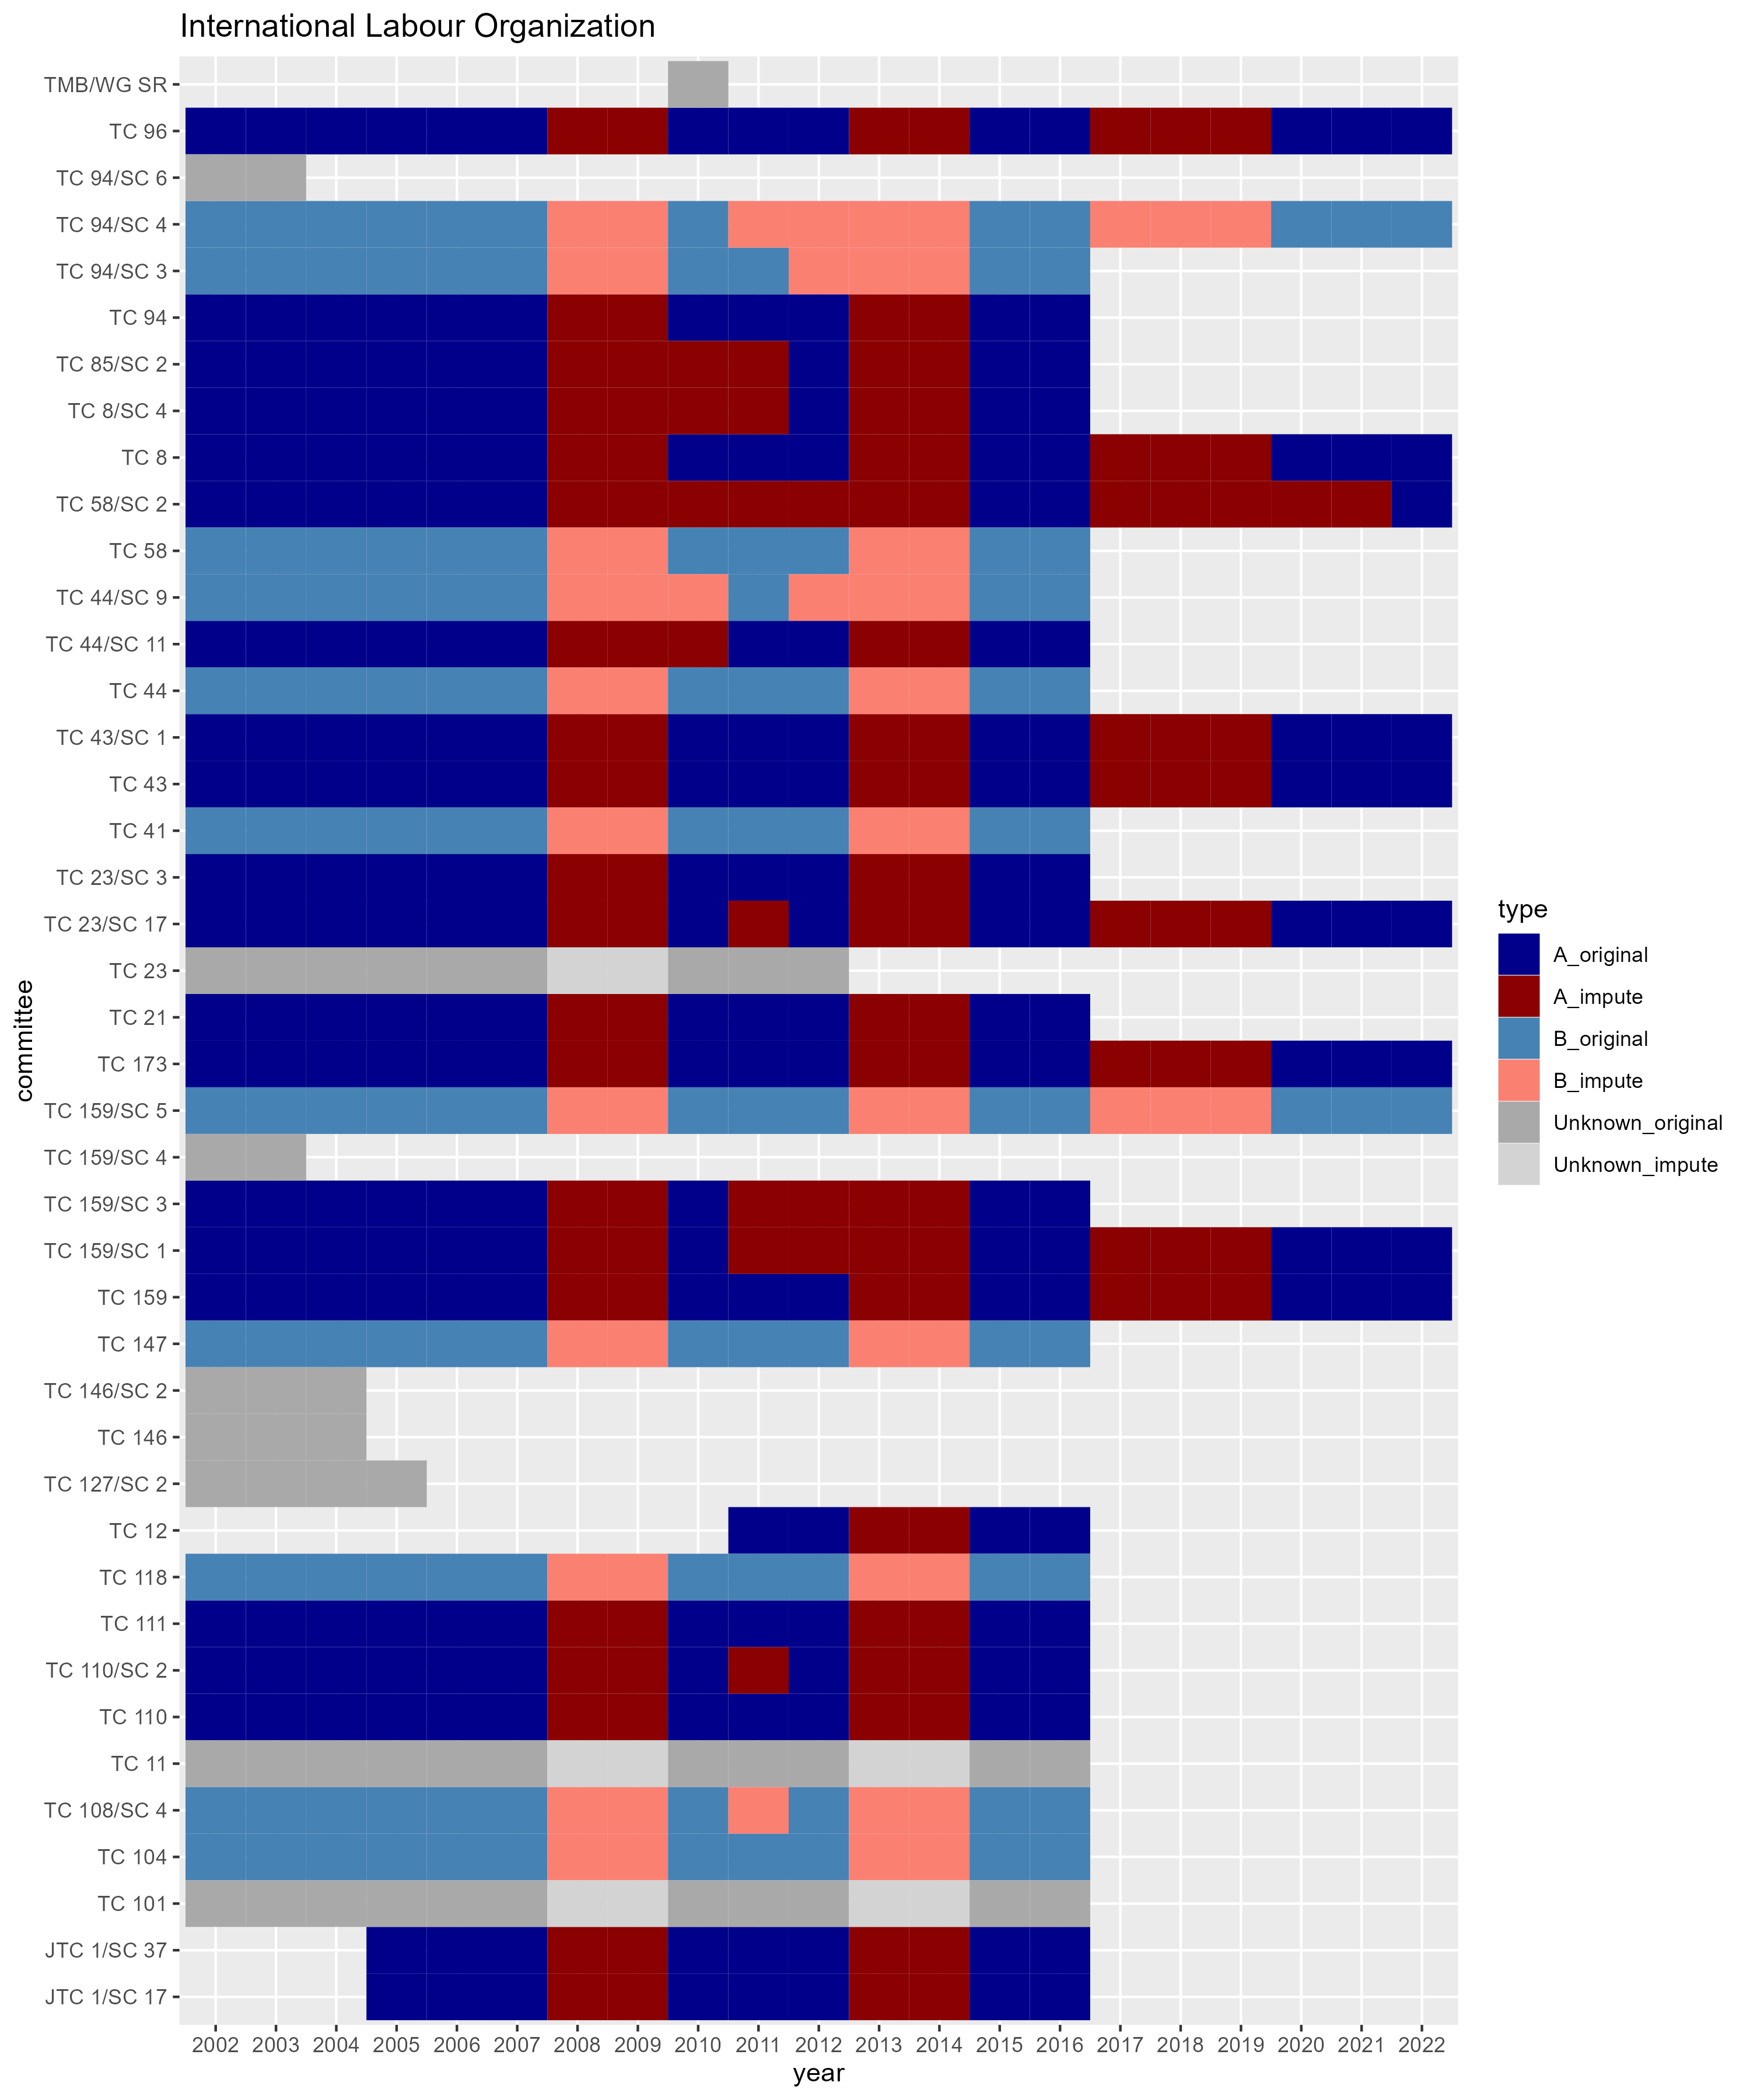 International Labour Organization
TMB/WG SR
TC 96
TC 94/SC 6
TC 94/SC 4
TC 94/SC 3
TC 94
TC 85/SC 2
TC 8/SC 4
TC 8
TC 58/SC 2
TC 58
TC 44/SC 9
TC 44/SC 11
TC 44
TC 43/SC 1
TC 43
TC 41
TC 23/SC 3
TC 23/SC 17
TC 23
TC 21
TC 173
TC 159/SC 5
TC 159/SC 4
TC 159/SC 3
TC 159/SC 1
TC 159
TC 147
TC 146/SC 2
TC 146
TC 127/SC 2
TC 12
TC 118
TC 111
TC 110/SC 2
TC 110
TC 11
TC 108/SC 4
TC 104
TC 101
JTC 1/SC 37
JTC 1/SC 17
committee
2002 2003 2004 2005 2006 2007 2008 2009 2010 2011 2012 2013 2014 2015 2016 2017 2018 2019 2020 2021 2022
year
type
A_original
A_impute
B_original
B_impute
Unknown_original
Unknown_impute